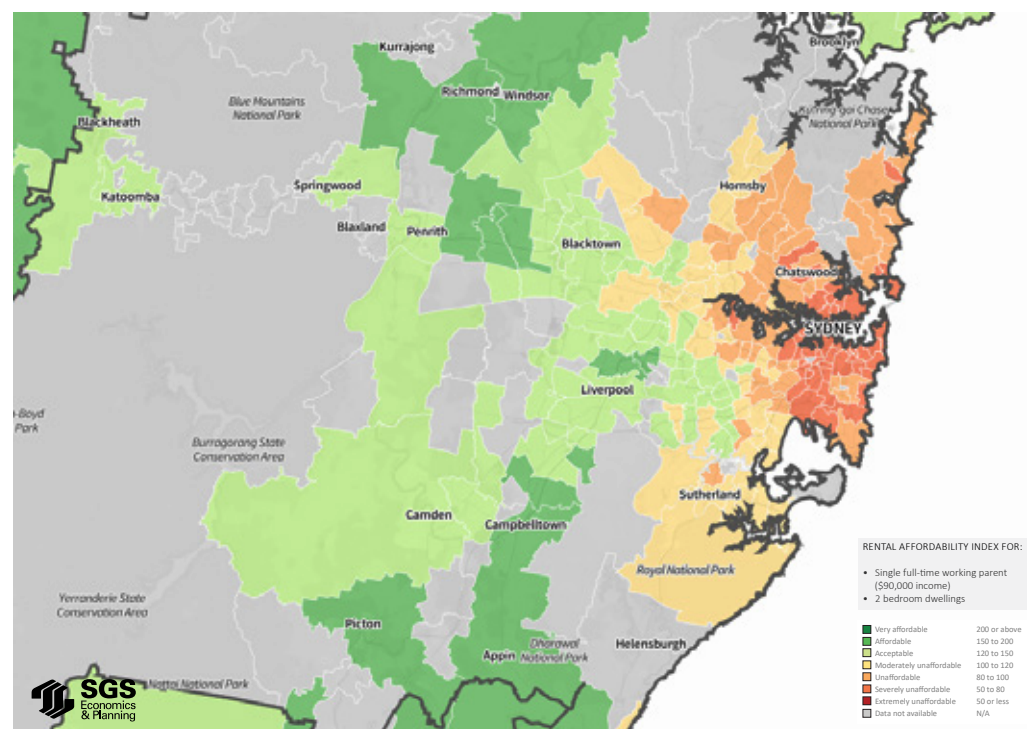 Kurrajong
Brooklyn
Richmond
Windsor
Blue Mountains
National Park
Ku-ring-gai Chase
National Park
Blackheath
Springwood
Hornsby
Katoomba
Blaxland
Penrith
Blacktown
Chatswood
SYDNEY
Liverpool
-Boyd
Park
Burragorang State
Conservation Area
Sutherland
Camden
Campbelltown
Royal National Park
Yerranderie State
Conservation Area
Picton
Helensburgh
Appin
Dharawal
National Park
Nattai National Park
SGS
Economics
& Planning
RENTAL AFFORDABILITY INDEX FOR:
• Single full-time working parent
($90,000 income)
• 2 bedroom dwellings
Very affordable 200 or above
Affordable 150 to 200
Acceptable 120 to 150
Moderately unaffordable 100 to 120
Unaffordable 80 to 100
Severely unaffordable 50 to 80
Extremely unaffordable 50 or less
Data not available N/A